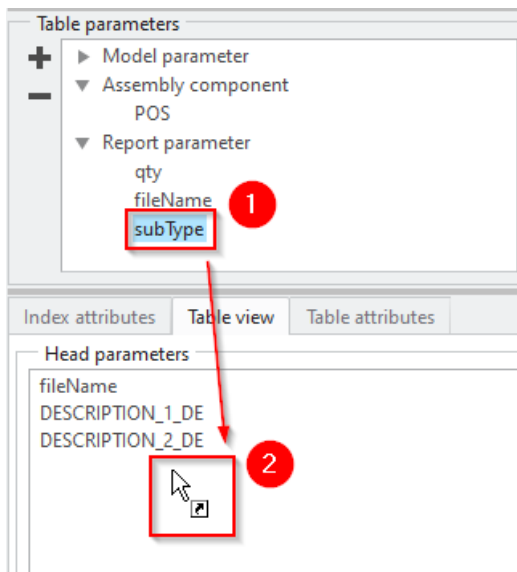 Table parameters
Model parameter
Assembly component
POS
Report parameter
qty
fileName
1
subType
Index attributes Table view Table attributes
Head parameters
fileName
DESCRIPTION_1_DE
DESCRIPTION_2_DE
2